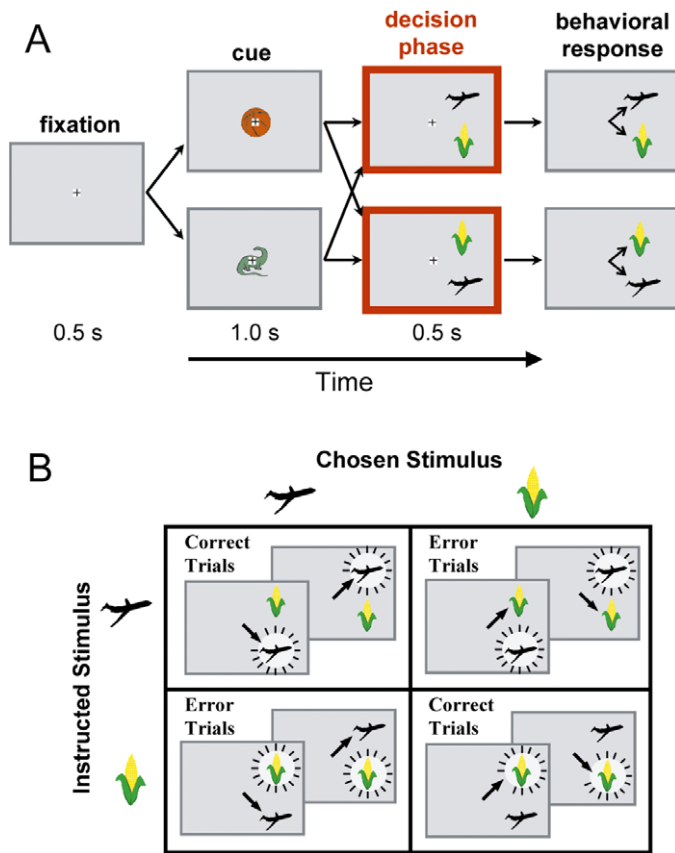 A
fixation
cue
decision
phase
behavioral
response
0.5 s
1.0 s
0.5 s
Time
B
Chosen Stimulus
Instructed Stimulus
Correct
Trials
Error
Trials
Error
Trials
Correct
Trials